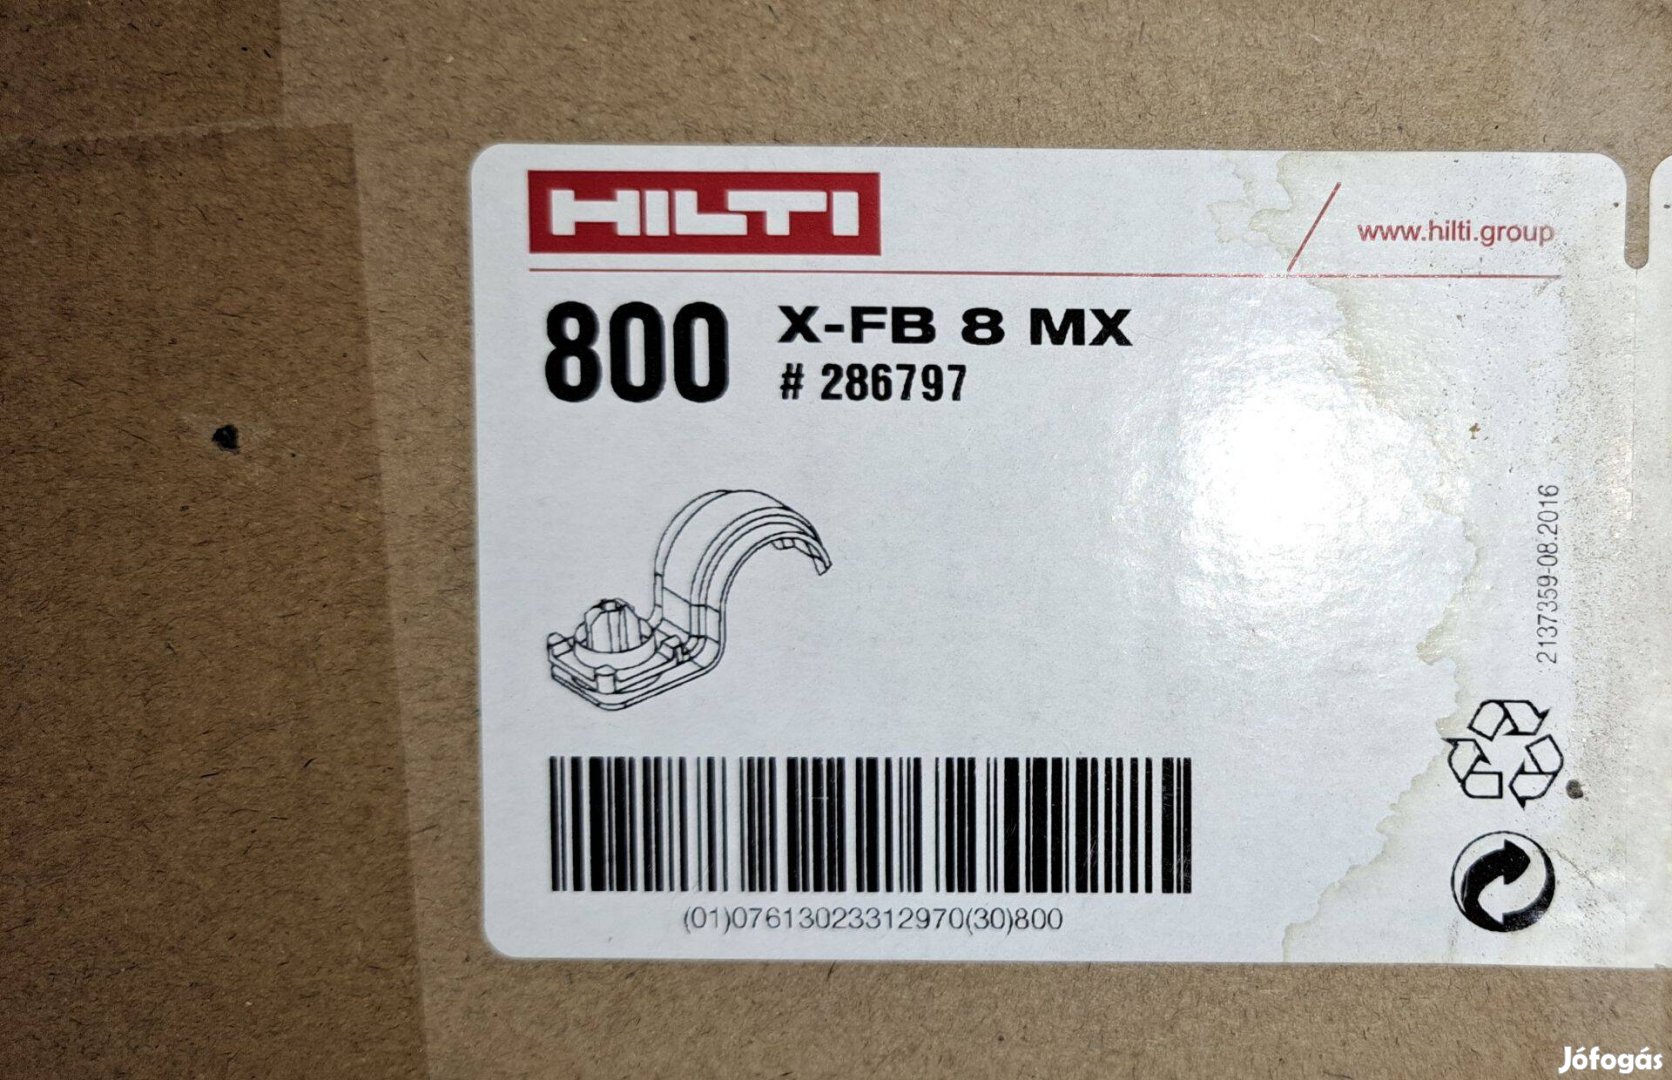 HILTI
www.hilti.group
800 X-FB 8 MX
# 286797
2137359-08.2016
(01)07613023312970(30)800
Jófogás